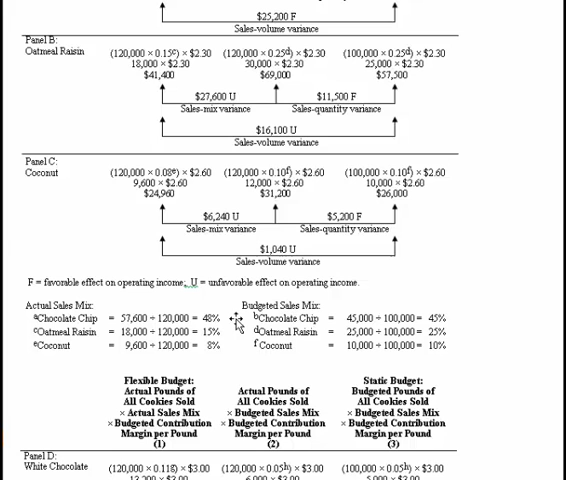 $25,200 F
Sales-volume variance
Panel B:
Oatmeal Raisin (120,000 × 0.15c) × $2.30 (120,000 × 0.25d) × $2.30 (100,000 × 0.25d) × $2.30
18,000 × $2.30 30,000 × $2.30 25,000 × $2.30
$41,400 $69,000 $57,500
$27,600 U $11,500 F
Sales-mix variance Sales-quantity variance
$16,100 U
Sales-volume variance
Panel C:
Coconut (120,000 × 0.08e) × $2.60 (120,000 × 0.10f) × $2.60 (100,000 × 0.10f) × $2.60
9,600 × $2.60 12,000 × $2.60 10,000 × $2.60
$24,960 $31,200 $26,000
$6,240 U $5,200 F
Sales-mix variance Sales-quantity variance
$1,040 U
Sales-volume variance
F = favorable effect on operating income; U = unfavorable effect on operating income.
Actual Sales Mix: Budgeted Sales Mix:
aChocolate Chip = 57,600 ÷ 120,000 = 48% bChocolate Chip = 45,000 ÷ 100,000 = 45%
cOatmeal Raisin = 18,000 ÷ 120,000 = 15% dOatmeal Raisin = 25,000 ÷ 100,000 = 25%
eCoconut = 9,600 ÷ 120,000 = 8% fCoconut = 10,000 ÷ 100,000 = 10%
Flexible Budget: Static Budget:
Actual Pounds of Actual Pounds of Budgeted Pounds of
All Cookies Sold All Cookies Sold All Cookies Sold
× Actual Sales Mix × Budgeted Sales Mix × Budgeted Sales Mix
× Budgeted Contribution × Budgeted Contribution × Budgeted Contribution
Margin per Pound Margin per Pound Margin per Pound
(1) (2) (3)
Panel D:
White Chocolate (120,000 × 0.11g) × $3.00 (120,000 × 0.05h) × $3.00 (100,000 × 0.05h) × $3.00
13,200 × $3.00 6,000 × $3.00 5,000 × $3.00